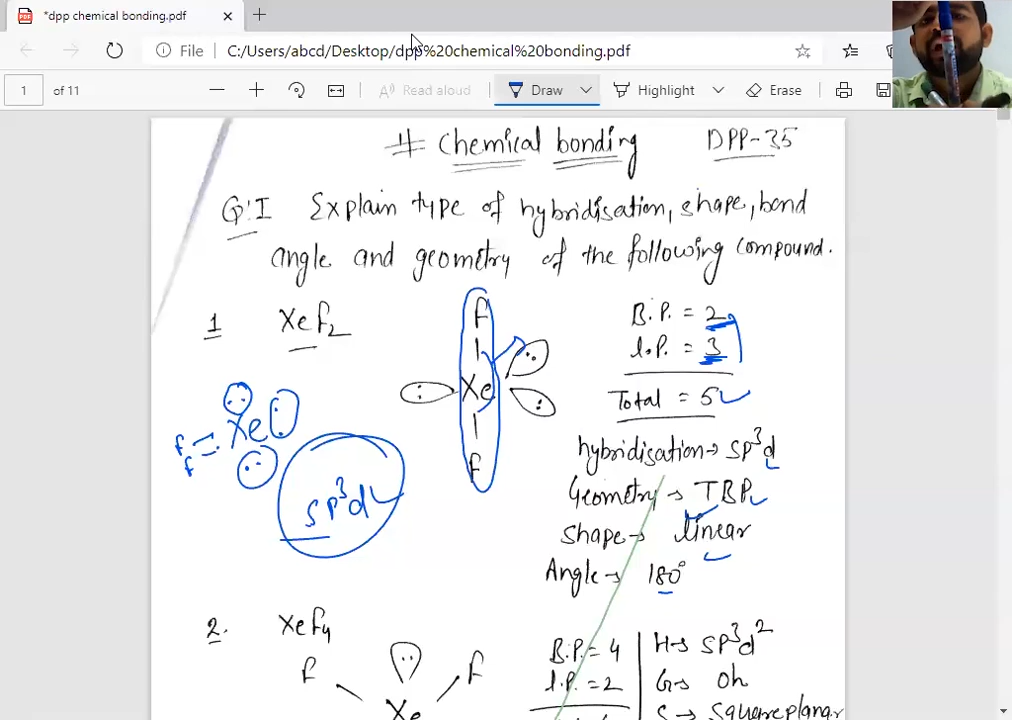 *dpp chemical bonding.pdf
File C:/Users/abcd/Desktop/dpp%20chemical%20bonding.pdf
1 of 11 Read aloud Draw Highlight Erase
# Chemical bonding DPP-35
Q.I Explain type of hybridisation, shape, bond
angle and geometry of the following compound.
1 XeF2
F
Xe
F
B.P. = 2
l.P. = 3
Total = 5
hybridisation → sp3d
Geometry → TBP
Shape → linear
Angle → 180°
F
F
Xe
sp3d
2. XeF4
F
F
Xe
B.P. = 4
l.P. = 2
H → sp3d2
G → Oh
S → Square planar